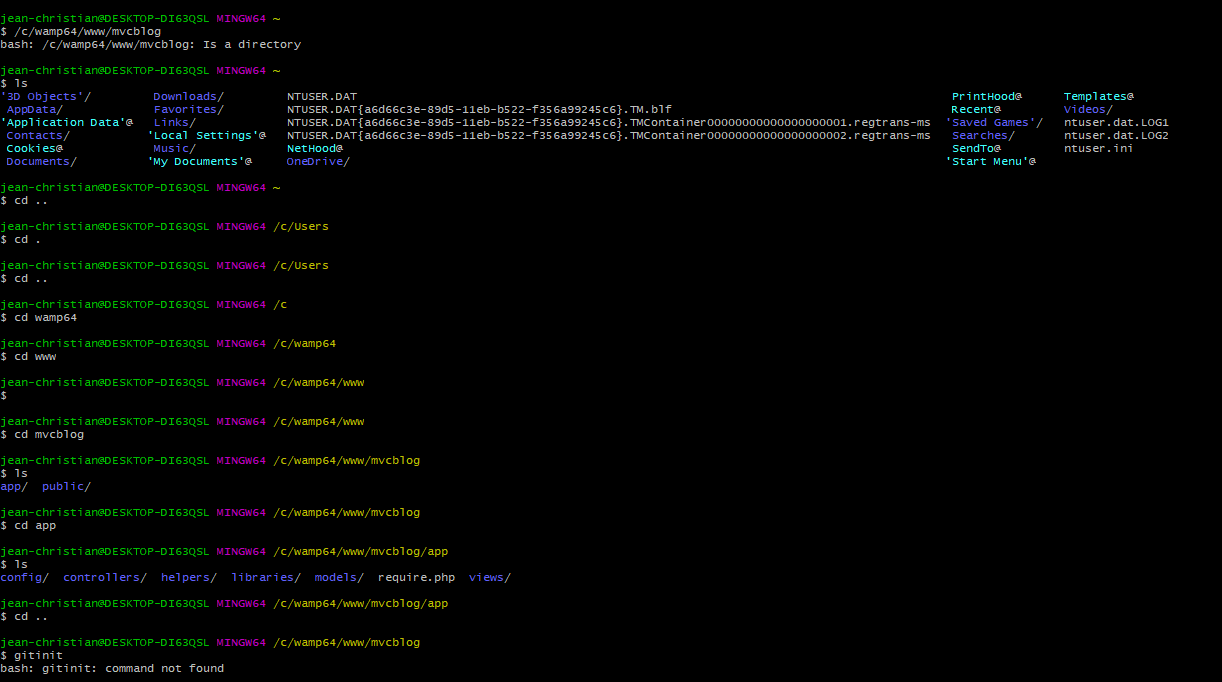 jean-christian@DESKTOP-DI63QSL MINGW64 ~
$ /c/wamp64/www/mvcblog
bash: /c/wamp64/www/mvcblog: Is a directory
jean-christian@DESKTOP-DI63QSL MINGW64 ~
$ ls
'3D Objects'/ Downloads/ NTUSER.DAT PrintHood@ Templates@
AppData/ Favorites/ NTUSER.DAT{a6d66c3e-89d5-11eb-b522-f356a99245c6}.TM.blf Recent@ Videos/
'Application Data'@ Links/ NTUSER.DAT{a6d66c3e-89d5-11eb-b522-f356a99245c6}.TMContainer00000000000000000001.regtrans-ms 'Saved Games'/ ntuser.dat.LOG1
Contacts/ 'Local Settings'@ NTUSER.DAT{a6d66c3e-89d5-11eb-b522-f356a99245c6}.TMContainer00000000000000000002.regtrans-ms Searches/ ntuser.dat.LOG2
Cookies@ Music/ NetHood@ SendTo@ ntuser.ini
Documents/ 'My Documents'@ OneDrive/ 'Start Menu'@
jean-christian@DESKTOP-DI63QSL MINGW64 ~
$ cd ..
jean-christian@DESKTOP-DI63QSL MINGW64 /c/Users
$ cd .
jean-christian@DESKTOP-DI63QSL MINGW64 /c/Users
$ cd ..
jean-christian@DESKTOP-DI63QSL MINGW64 /c
$ cd wamp64
jean-christian@DESKTOP-DI63QSL MINGW64 /c/wamp64
$ cd www
jean-christian@DESKTOP-DI63QSL MINGW64 /c/wamp64/www
$
jean-christian@DESKTOP-DI63QSL MINGW64 /c/wamp64/www
$ cd mvcblog
jean-christian@DESKTOP-DI63QSL MINGW64 /c/wamp64/www/mvcblog
$ ls
app/ public/
jean-christian@DESKTOP-DI63QSL MINGW64 /c/wamp64/www/mvcblog
$ cd app
jean-christian@DESKTOP-DI63QSL MINGW64 /c/wamp64/www/mvcblog/app
$ ls
config/ controllers/ helpers/ libraries/ models/ require.php views/
jean-christian@DESKTOP-DI63QSL MINGW64 /c/wamp64/www/mvcblog/app
$ cd ..
jean-christian@DESKTOP-DI63QSL MINGW64 /c/wamp64/www/mvcblog
$ gitinit
bash: gitinit: command not found